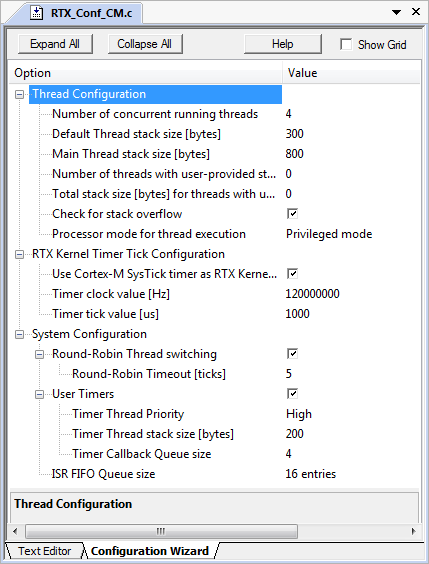 RTX_Conf_CM.c
Expand All Collapse All Help Show Grid
Option Value
Thread Configuration
Number of concurrent running threads 4
Default Thread stack size [bytes] 300
Main Thread stack size [bytes] 800
Number of threads with user-provided st... 0
Total stack size [bytes] for threads with u... 0
Check for stack overflow
Processor mode for thread execution Privileged mode
RTX Kernel Timer Tick Configuration
Use Cortex-M SysTick timer as RTX Kerne...
Timer clock value [Hz] 120000000
Timer tick value [us] 1000
System Configuration
Round-Robin Thread switching
Round-Robin Timeout [ticks] 5
User Timers
Timer Thread Priority High
Timer Thread stack size [bytes] 200
Timer Callback Queue size 4
ISR FIFO Queue size 16 entries
Thread Configuration
Text Editor Configuration Wizard